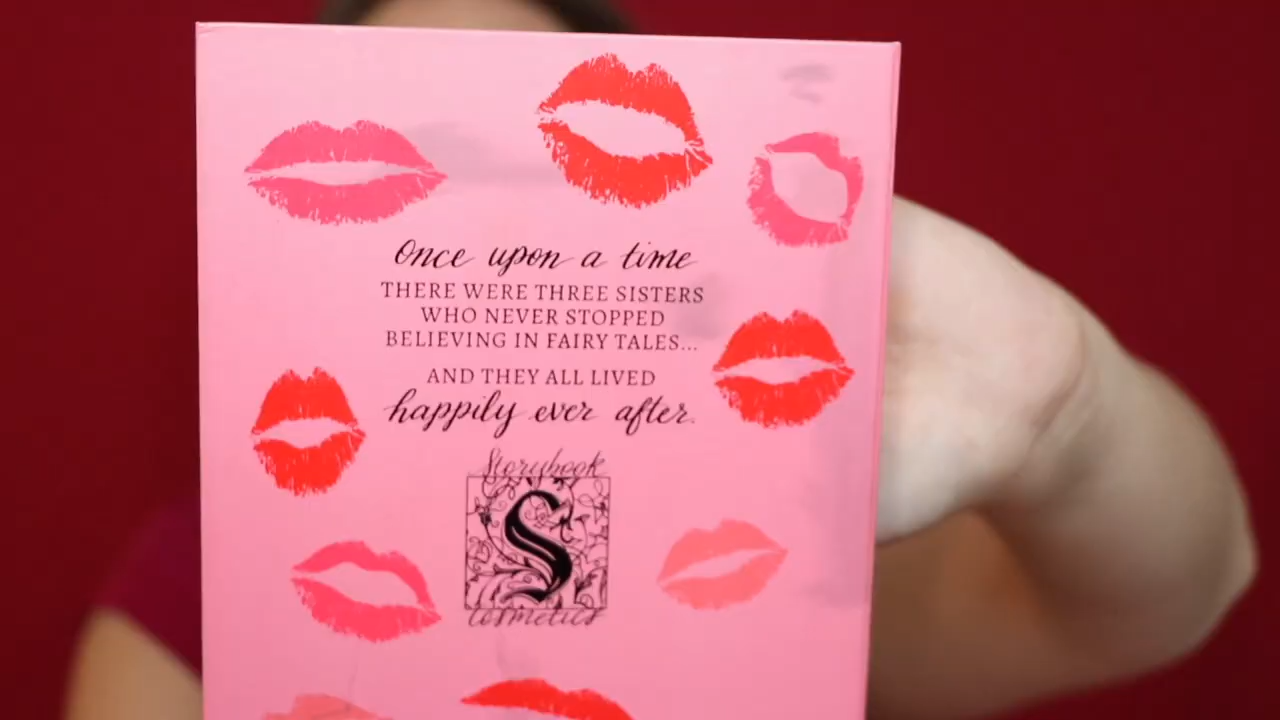 Once upon a time
THERE WERE THREE SISTERS
WHO NEVER STOPPED
BELIEVING IN FAIRY TALES...
AND THEY ALL LIVED
happily ever after.
Storybook
S
Cosmetics